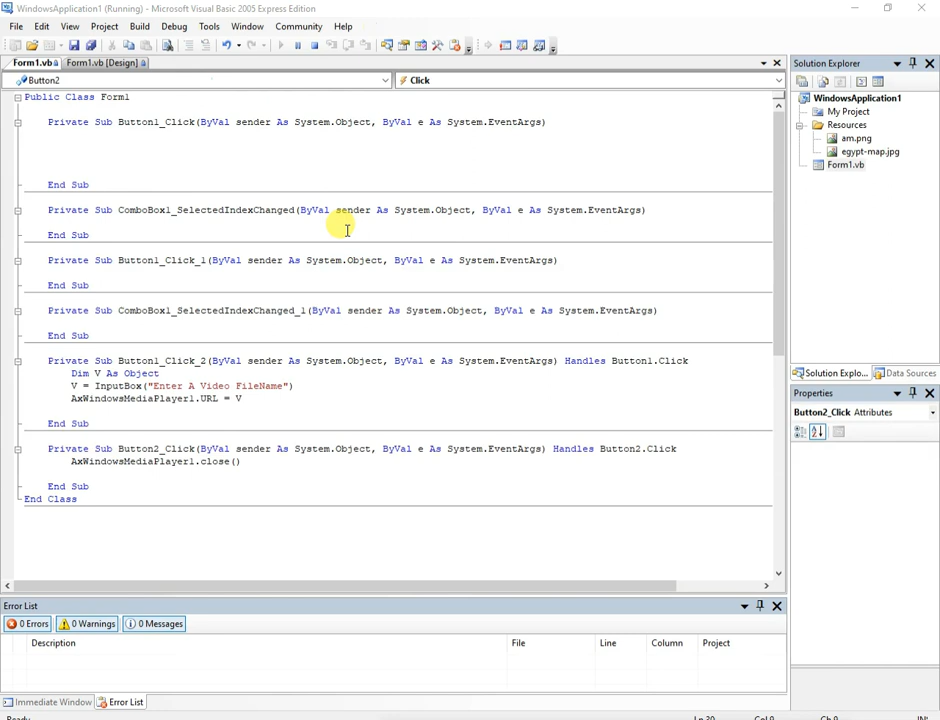 WindowsApplication1 (Running) - Microsoft Visual Basic 2005 Express Edition
File Edit View Project Build Debug Tools Window Community Help
Form1.vb Form1.vb [Design]
Button2 Click
Public Class Form1
Private Sub Button1_Click(ByVal sender As System.Object, ByVal e As System.EventArgs)
End Sub
Private Sub ComboBox1_SelectedIndexChanged(ByVal sender As System.Object, ByVal e As System.EventArgs)
End Sub
Private Sub Button1_Click_1(ByVal sender As System.Object, ByVal e As System.EventArgs)
End Sub
Private Sub ComboBox1_SelectedIndexChanged_1(ByVal sender As System.Object, ByVal e As System.EventArgs)
End Sub
Private Sub Button1_Click_2(ByVal sender As System.Object, ByVal e As System.EventArgs) Handles Button1.Click
Dim V As Object
V = InputBox("Enter A Video FileName")
AxWindowsMediaPlayer1.URL = V
End Sub
Private Sub Button2_Click(ByVal sender As System.Object, ByVal e As System.EventArgs) Handles Button2.Click
AxWindowsMediaPlayer1.close()
End Sub
End Class
Solution Explorer
WindowsApplication1
My Project
Resources
am.png
egypt-map.jpg
Form1.vb
Solution Explo... Data Sources
Properties
Button2_Click Attributes
Error List
0 Errors 0 Warnings 0 Messages
Description File Line Column Project
Immediate Window Error List
Ready Ln 30 Col 9 Ch 9 INS